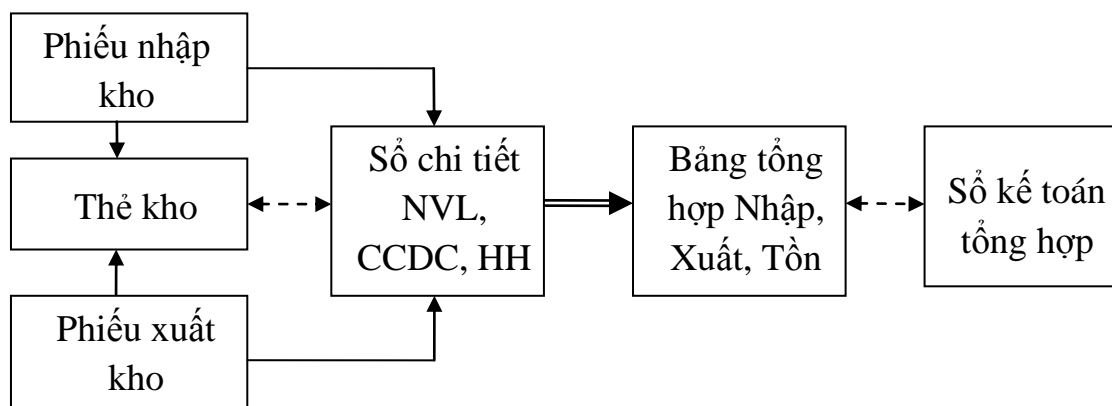 Phiếu nhập
kho
Thẻ kho
Phiếu xuất
kho
Sổ chi tiết
NVL,
CCDC, HH
Bảng tổng
hợp Nhập,
Xuất, Tồn
Sổ kế toán
tổng hợp